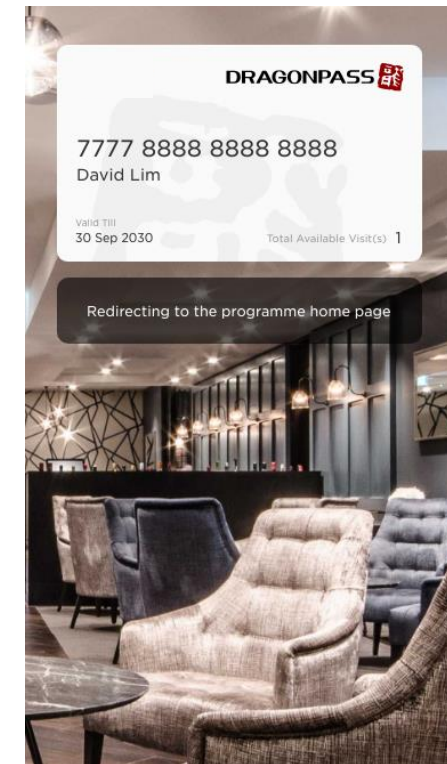 DRAGONPASS
7777 8888 8888 8888
David Lim
Valid Till
30 Sep 2030
Total Available Visit(s) 1
Redirecting to the programme home page